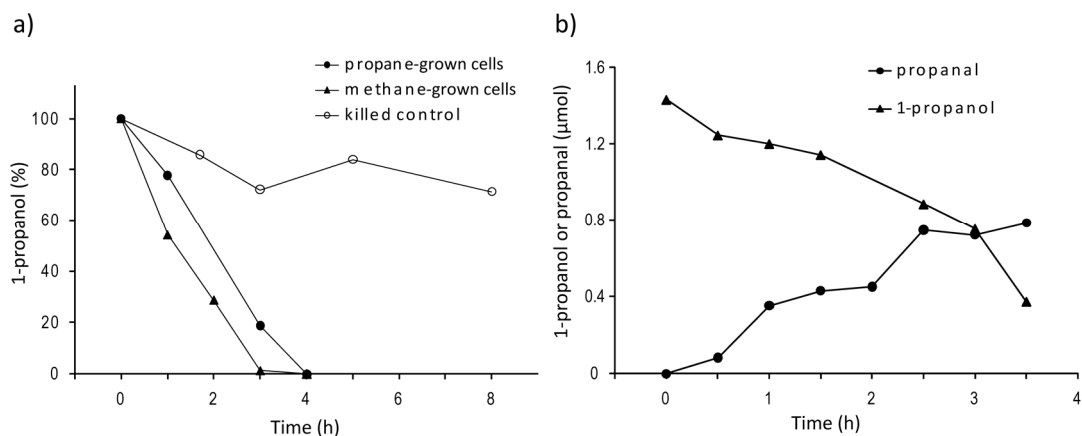 a)
propane-grown cells
methane-grown cells
killed control
1-propanol (%)
100
80
60
40
20
0
0 2 4 6 8
Time (h)
b)
propanal
1-propanol
1-propanol or propanal (μmol)
1.6
1.2
0.8
0.4
0
0 1 2 3 4
Time (h)